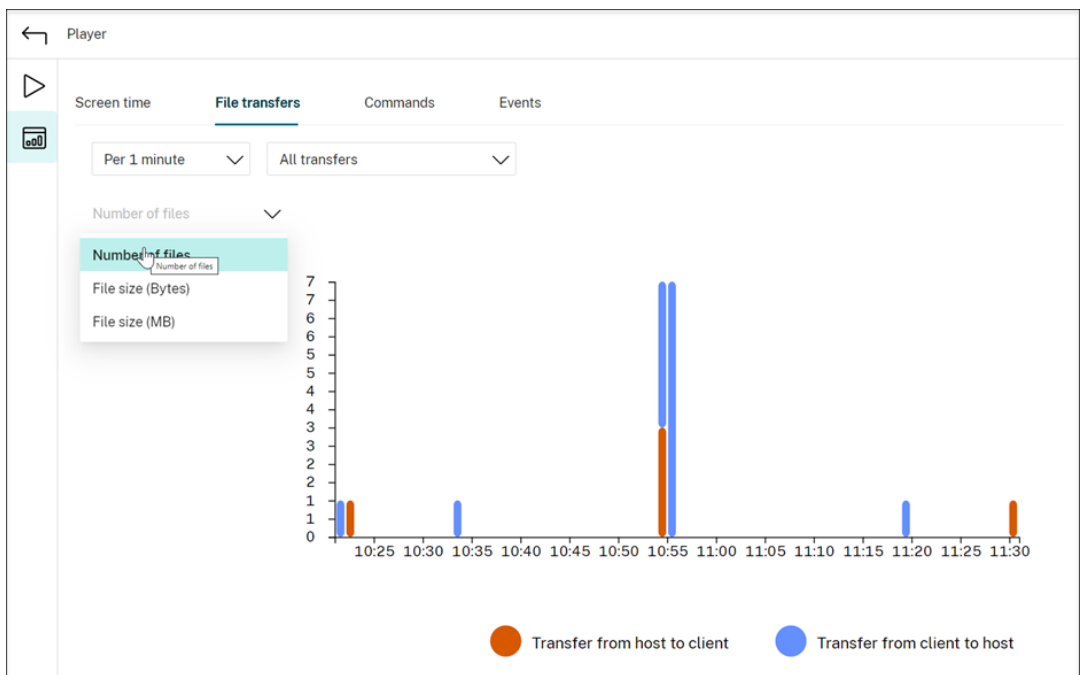 Player
Screen time File transfers Commands Events
Per 1 minute All transfers
Number of files
Number of files
Number of files
File size (Bytes)
File size (MB)
7
7
6
6
5
5
4
4
3
3
2
2
1
1
0
10:25 10:30 10:35 10:40 10:45 10:50 10:55 11:00 11:05 11:10 11:15 11:20 11:25 11:30
Transfer from host to client Transfer from client to host